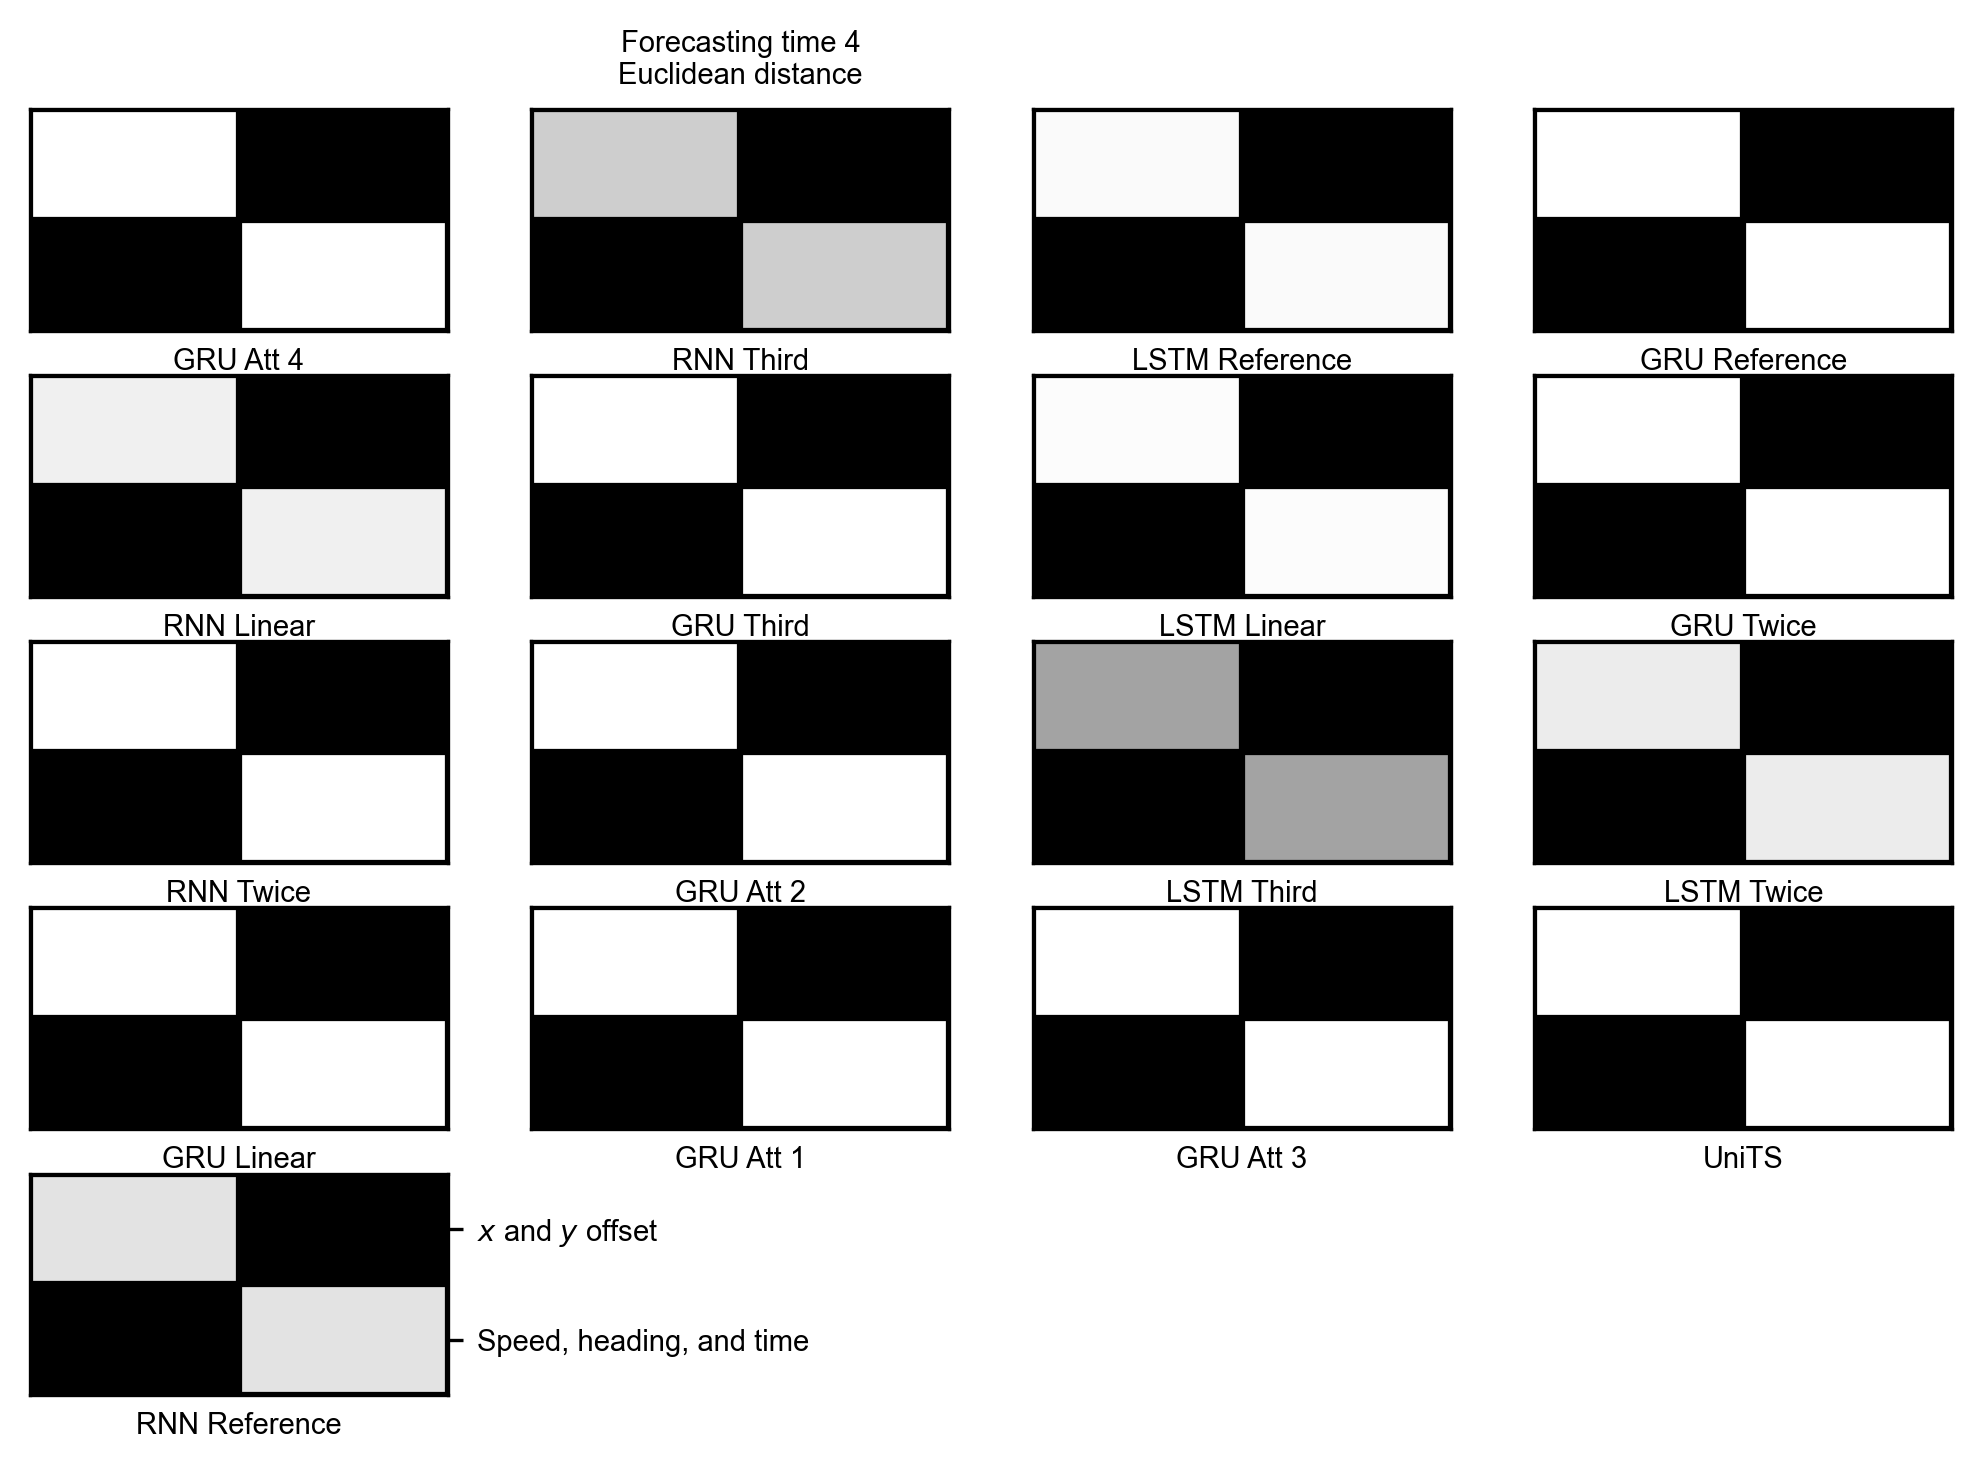 Forecasting time 4
Euclidean distance
GRU Att 4
RNN Third
LSTM Reference
GRU Reference
RNN Linear
GRU Third
LSTM Linear
GRU Twice
RNN Twice
GRU Att 2
LSTM Third
LSTM Twice
GRU Linear
GRU Att 1
GRU Att 3
UniTS
x and y offset
Speed, heading, and time
RNN Reference